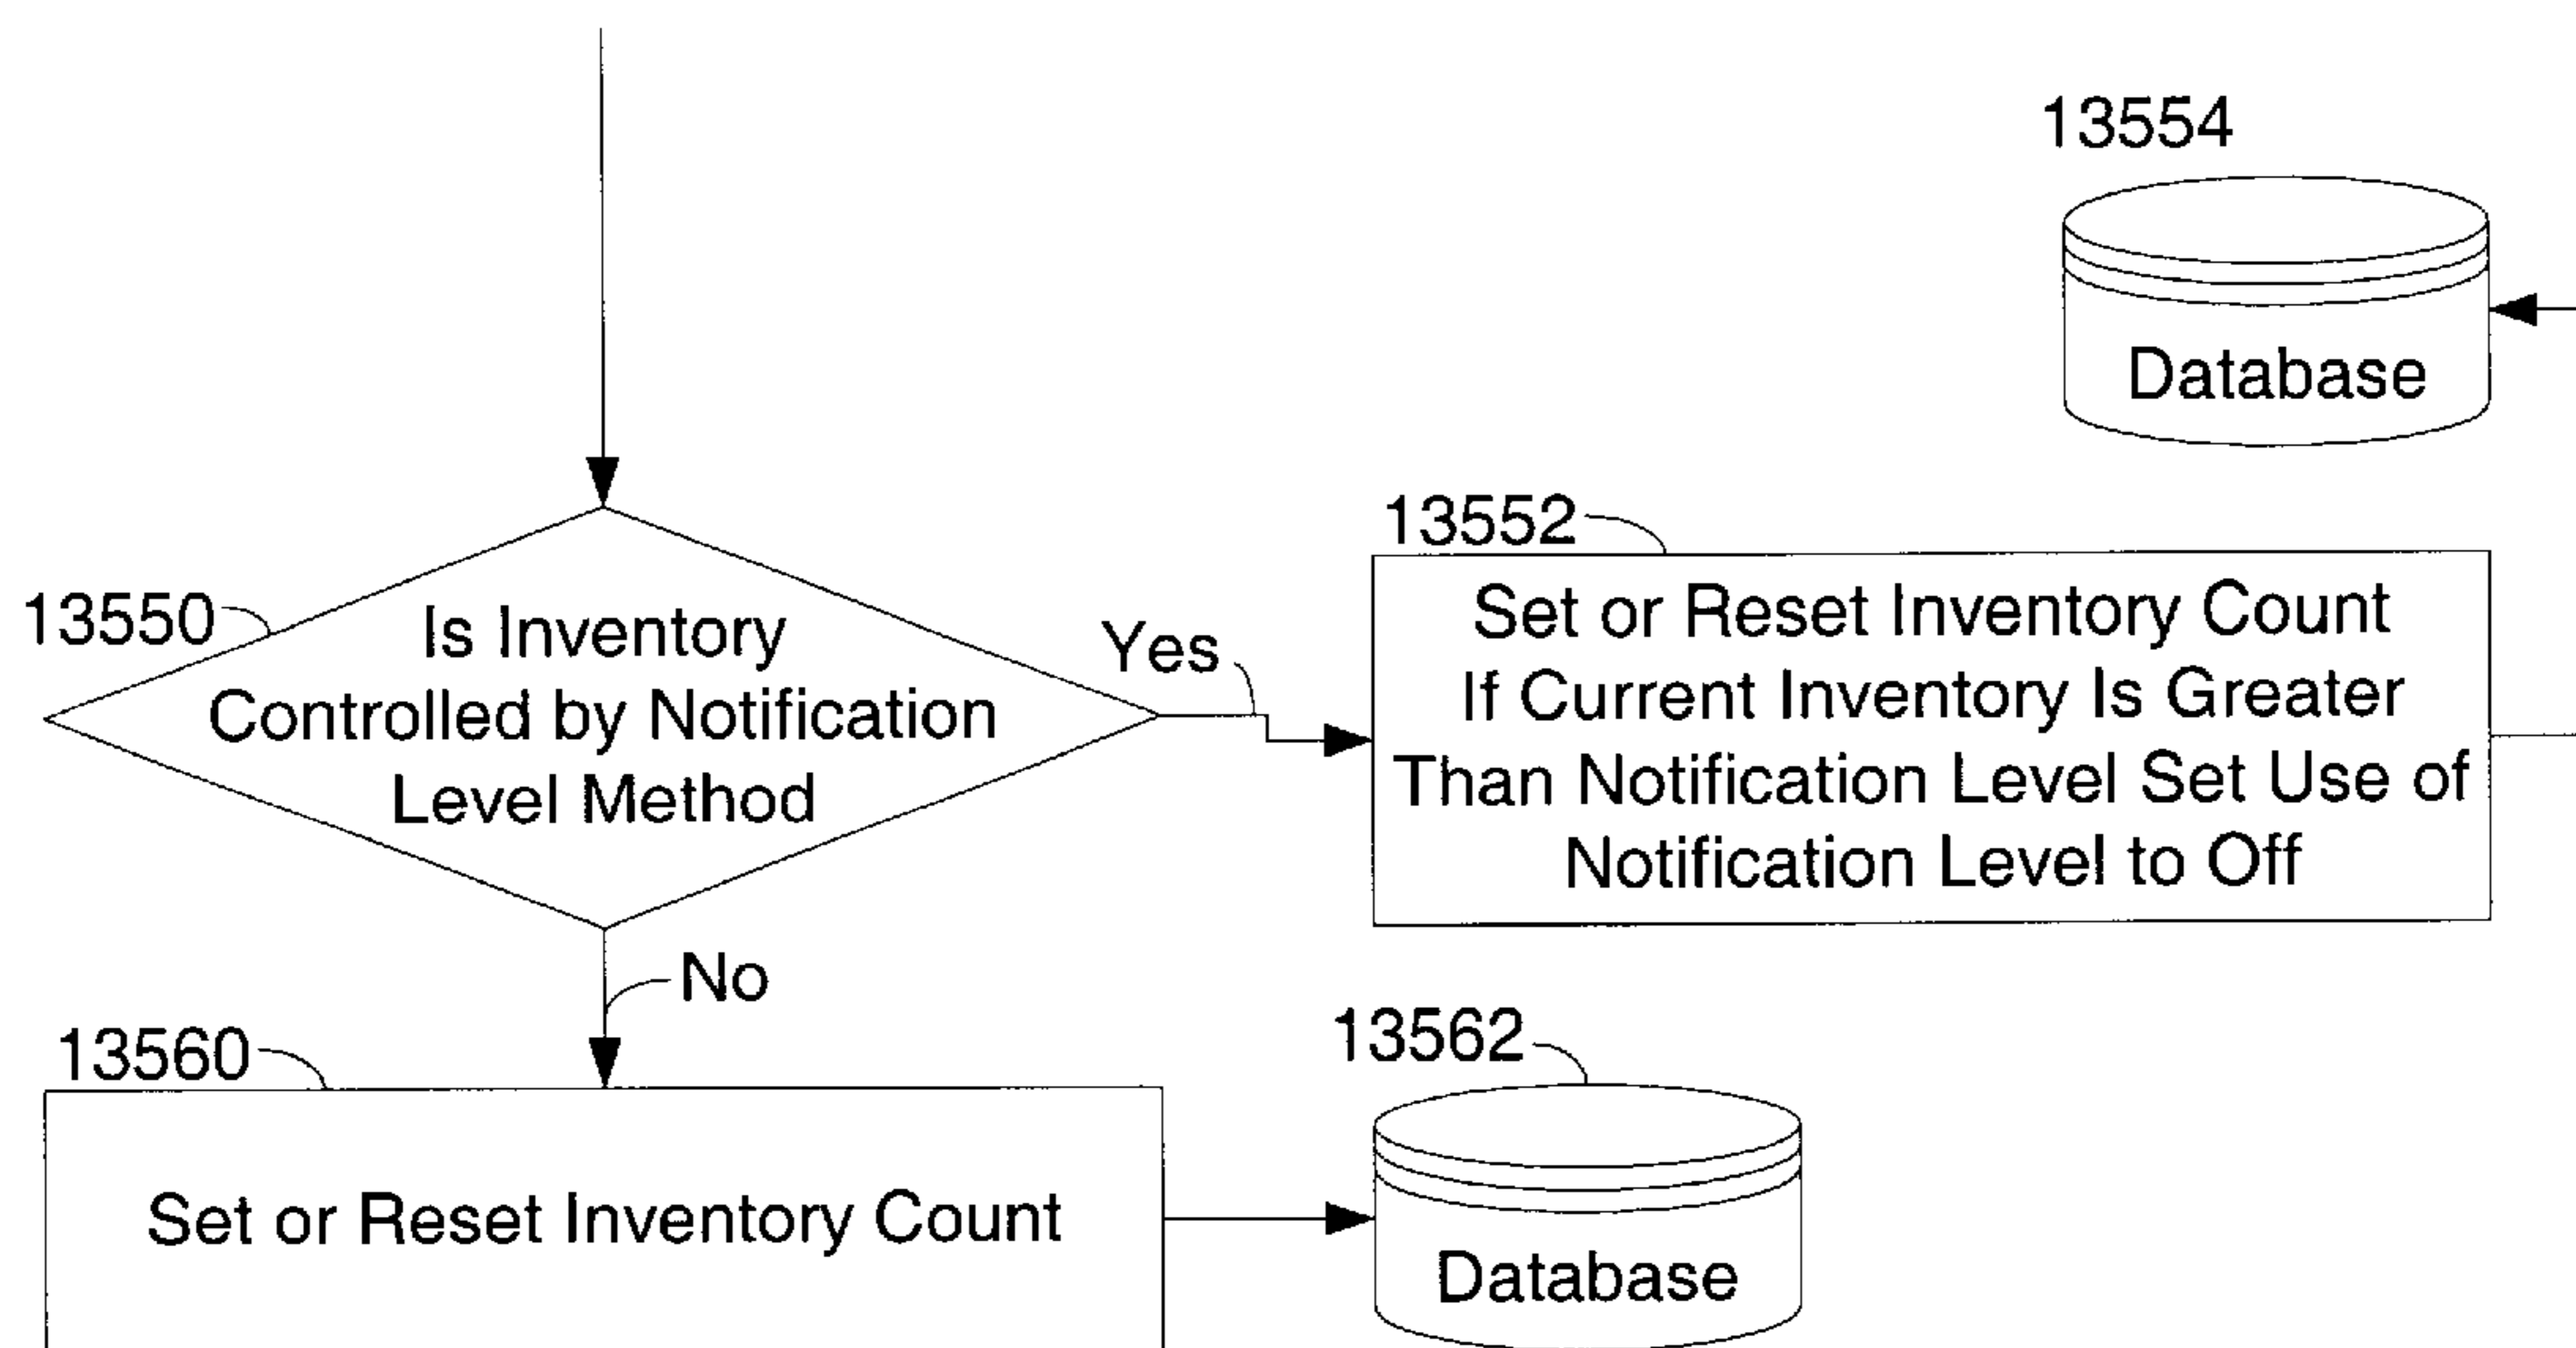 13554
Database
13552
Set or Reset Inventory Count
If Current Inventory Is Greater
Than Notification Level Set Use of
Notification Level to Off
13550
Is Inventory
Controlled by Notification
Level Method
Yes
No
13560
Set or Reset Inventory Count
13562
Database